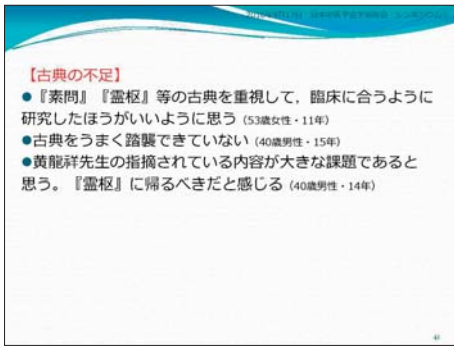 【古典の不足】
●『素問』『霊枢』等の古典を重視して，臨床に合うように
研究したほうがいいように思う（53歳女性・11年）
●古典をうまく踏襲できていない（40歳男性・15年）
●黄龍祥先生の指摘されている内容が大きな課題であると
思う。『霊枢』に帰るべきだと感じる（40歳男性・14年）